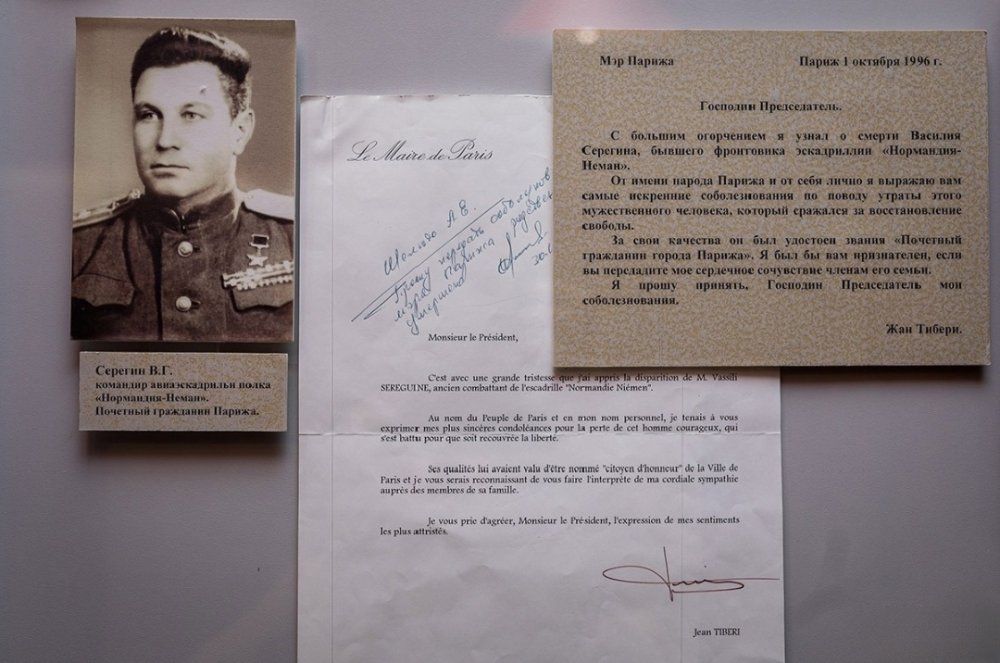 Серегин В.Г.
командир авиаэскадрильи полка
«Нормандия-Неман».
Почетный гражданин Парижа.
Le Maire de Paris
Прошу передать
мэра Парижа
Monsieur le Président,
C'est avec une grande tristesse que j'ai appris la disparition de M. Vassili
SEREGUINE, ancien combattant de l'escadrille "Normandie Niémen".
Au nom du Peuple de Paris et en mon nom personnel, je tenais à vous
exprimer mes plus sincères condoléances pour la perte de cet homme courageux, qui
s'est battu pour que soit recouvrée la liberté.
Ses qualités lui avaient valu d'être nommé "citoyen d'honneur" de la Ville de
Paris et je vous serais reconnaissant de vous faire l'interprète de ma cordiale sympathie
auprès des membres de sa famille.
Je vous prie d'agréer, Monsieur le Président, l'expression de mes sentiments
les plus attristés.
Jean TIBERI
Мэр Парижа Париж 1 октября 1996 г.
Господин Председатель.
С большим огорчением я узнал о смерти Василия
Серегина, бывшего фронтовика эскадриллии «Нормандия-
Неман».
От имени народа Парижа и от себя лично я выражаю вам
самые искренние соболезнования по поводу утраты этого
мужественного человека, который сражался за восстановление
свободы.
За свои качества он был удостоен звания «Почетный
гражданин города Парижа». Я был бы вам признателен, если
вы передадите мое сердечное сочувствие членам его семьи.
Я прошу принять, Господин Председатель мои
соболезнования.
Жан Тибери.